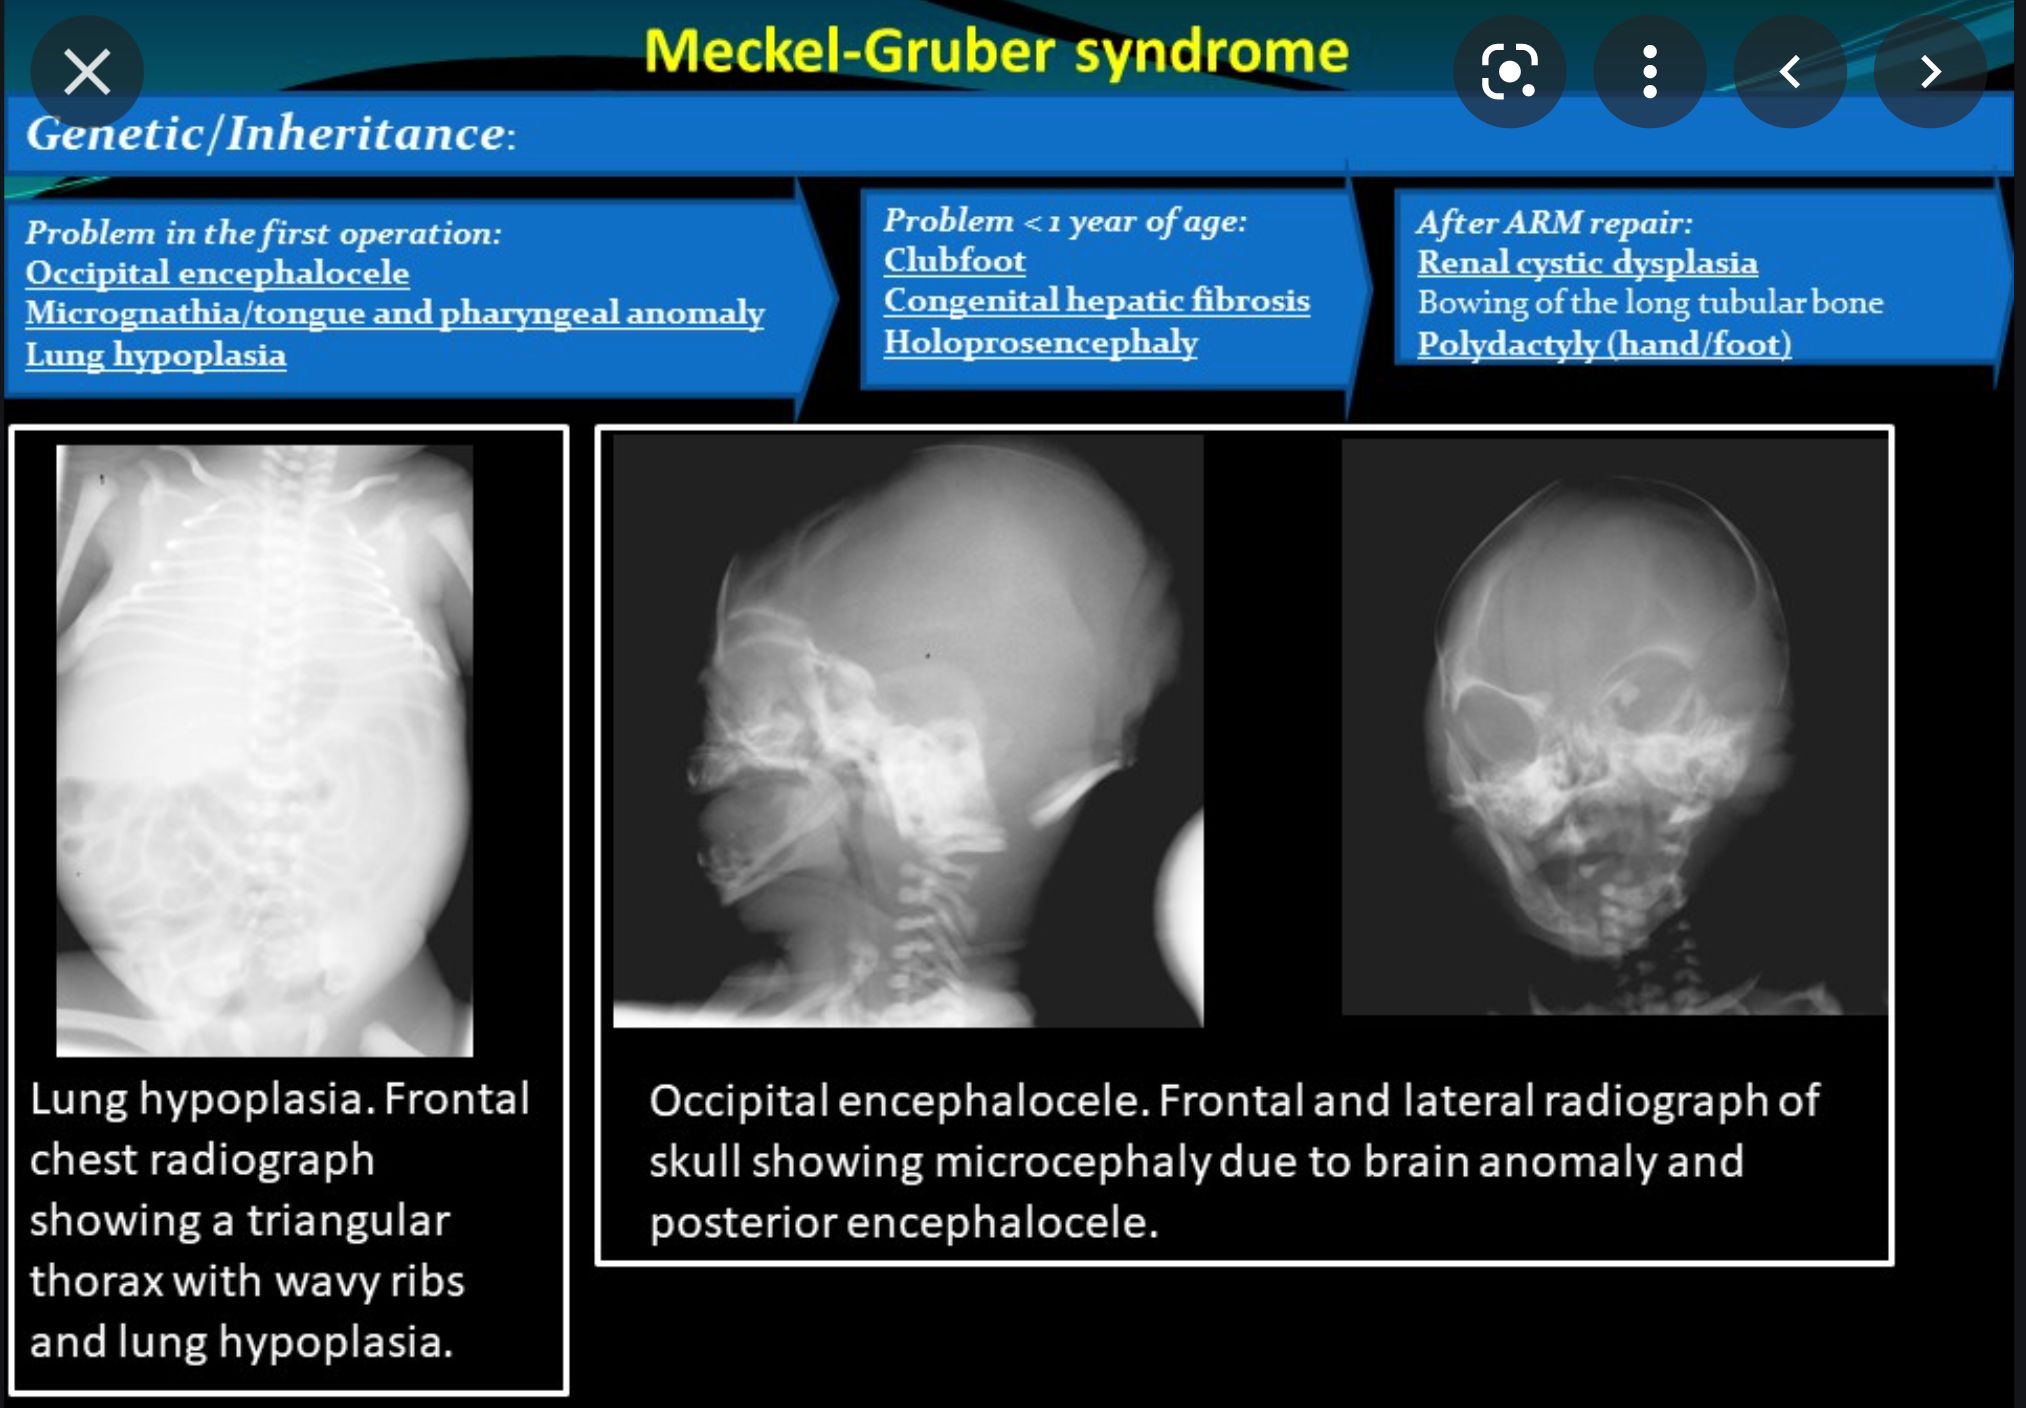 Meckel-Gruber syndrome
Genetic/Inheritance:
Problem in the first operation:
Occipital encephalocele
Micrognathia/tongue and pharyngeal anomaly
Lung hypoplasia
Problem < 1 year of age:
Clubfoot
Congenital hepatic fibrosis
Holoprosencephaly
After ARM repair:
Renal cystic dysplasia
Bowing of the long tubular bone
Polydactyly (hand/foot)
Lung hypoplasia. Frontal
chest radiograph
showing a triangular
thorax with wavy ribs
and lung hypoplasia.
Occipital encephalocele. Frontal and lateral radiograph of
skull showing microcephaly due to brain anomaly and
posterior encephalocele.